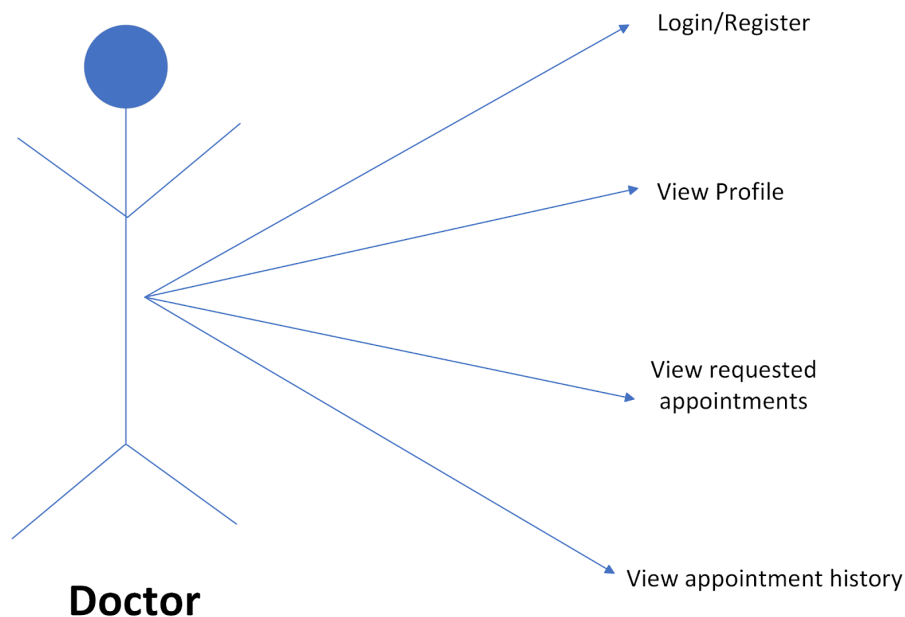 Login/Register
View Profile
View requested
appointments
View appointment history
Doctor